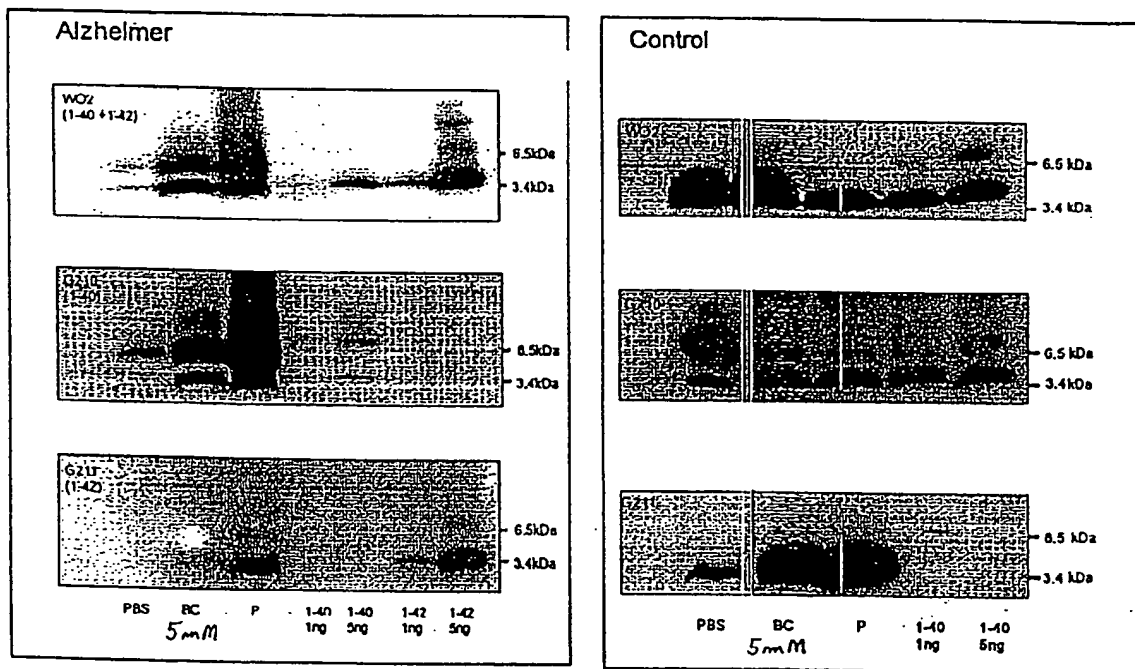 Alzheimer
WO2
(1-40 +1-42)
6.5kDa
3.4kDa
G210
(1-40)
6.5kDa
3.4kDa
G211
(1-42)
6.5kDa
3.4kDa
PBS BC P 1-40 1-40 1-42 1-42
5mM 1ng 5ng 1ng 5ng
Control
WO2
6.5 kDa
3.4 kDa
6.5 kDa
3.4 kDa
6.5 kDa
3.4 kDa
PBS BC P 1-40 1-40
5mM 1ng 5ng